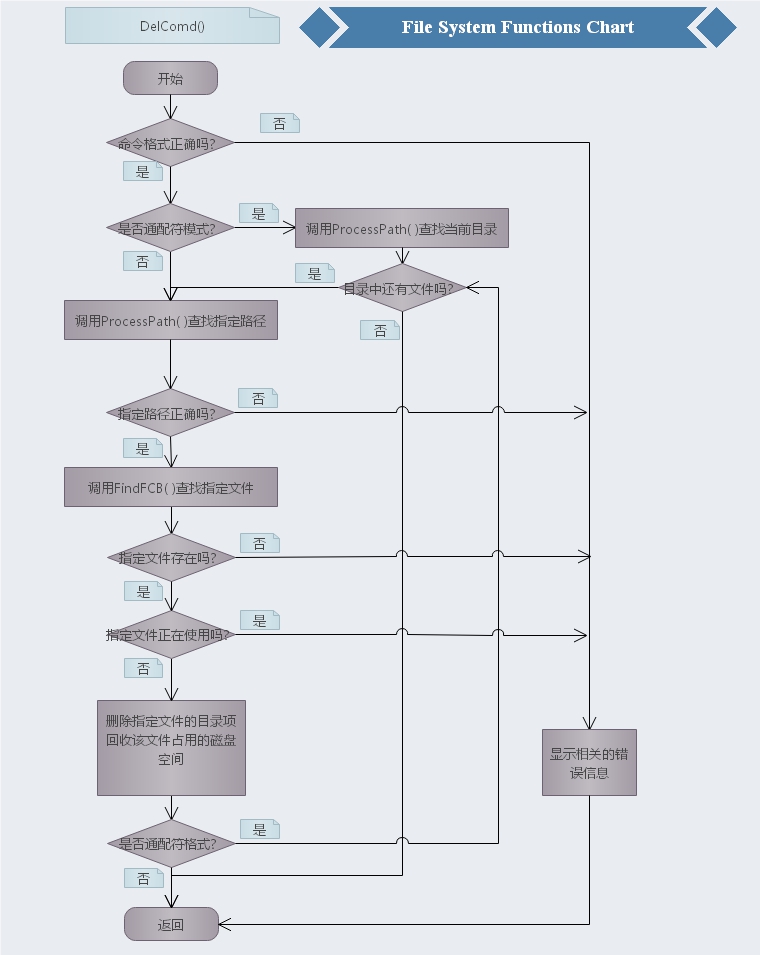 DelComd()
File System Functions Chart
开始
否
命令格式正确吗?
是
是
是否通配符模式?
调用ProcessPath( )查找当前目录
否
是
目录中还有文件吗?
调用ProcessPath( )查找指定路径
否
否
指定路径正确吗?
是
调用FindFCB( )查找指定文件
否
指定文件存在吗?
是
是
指定文件正在使用吗?
否
删除指定文件的目录项
回收该文件占用的磁盘
空间
显示相关的错
误信息
是
是否通配符格式?
否
返回